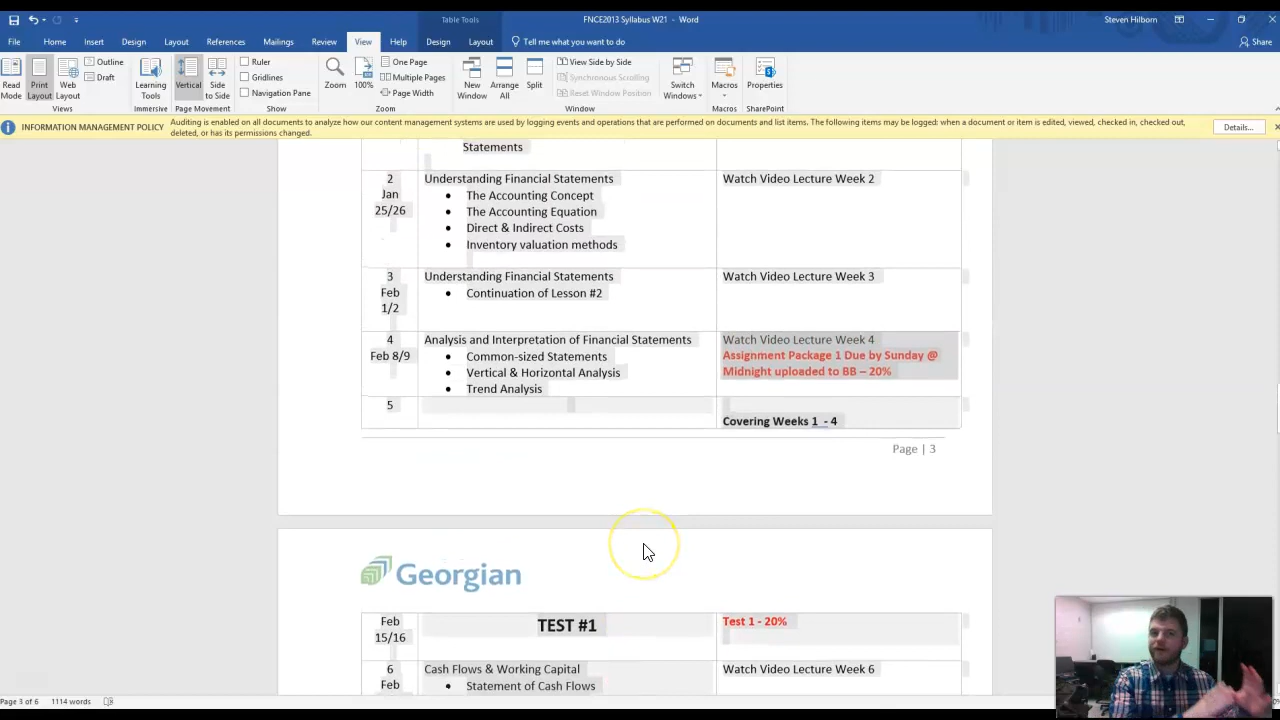 Table Tools
FNCE2013 Syllabus W21 - Word
Steven Hilborn
File
Home
Insert
Design
Layout
References
Mailings
Review
View
Help
Design
Layout
Tell me what you want to do
Share
Read Mode
Print Layout
Web Layout
Outline
Draft
Views
Learning Tools
Immersive
Vertical
Side to Side
Page Movement
Ruler
Gridlines
Navigation Pane
Show
Zoom
100%
One Page
Multiple Pages
Page Width
Zoom
New Window
Arrange All
Split
View Side by Side
Synchronous Scrolling
Reset Window Position
Window
Switch Windows
Macros
Macros
Properties
SharePoint
INFORMATION MANAGEMENT POLICY
Auditing is enabled on all documents to analyze how our content management systems are used by logging events and operations that are performed on documents and list items. The following items may be logged: when a document or item is edited, viewed, checked in, checked out,
deleted, or has its permissions changed.
Details...
Statements
2
Jan
25/26
Understanding Financial Statements
• The Accounting Concept
• The Accounting Equation
• Direct & Indirect Costs
• Inventory valuation methods
Watch Video Lecture Week 2
3
Feb
1/2
Understanding Financial Statements
• Continuation of Lesson #2
Watch Video Lecture Week 3
4
Feb 8/9
Analysis and Interpretation of Financial Statements
• Common-sized Statements
• Vertical & Horizontal Analysis
• Trend Analysis
Watch Video Lecture Week 4
Assignment Package 1 Due by Sunday @
Midnight uploaded to BB – 20%
5
Covering Weeks 1 - 4
Page | 3
Georgian
Feb
15/16
TEST #1
Test 1 - 20%
6
Feb
Cash Flows & Working Capital
• Statement of Cash Flows
Watch Video Lecture Week 6
Page 3 of 6
1114 words